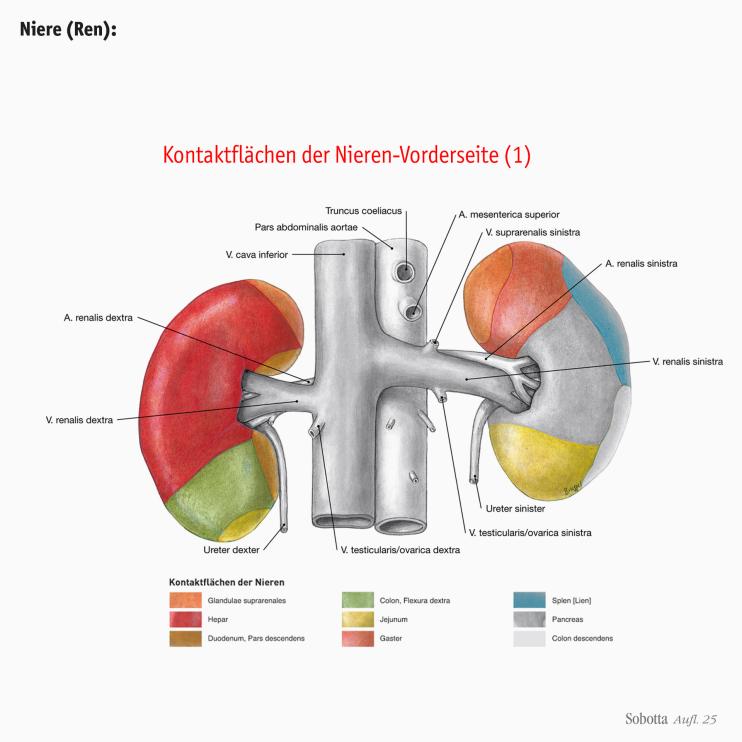 Niere (Ren):
Kontaktflächen der Nieren-Vorderseite (1)
Truncus coeliacus
A. mesenterica superior
Pars abdominalis aortae
V. suprarenalis sinistra
V. cava inferior
A. renalis sinistra
A. renalis dextra
V. renalis sinistra
V. renalis dextra
Ureter sinister
V. testicularis/ovarica sinistra
Ureter dexter
V. testicularis/ovarica dextra
Kontaktflächen der Nieren
Glandulae suprarenales
Hepar
Duodenum, Pars descendens
Colon, Flexura dextra
Jejunum
Gaster
Splen [Lien]
Pancreas
Colon descendens
Sobotta Aufl. 25